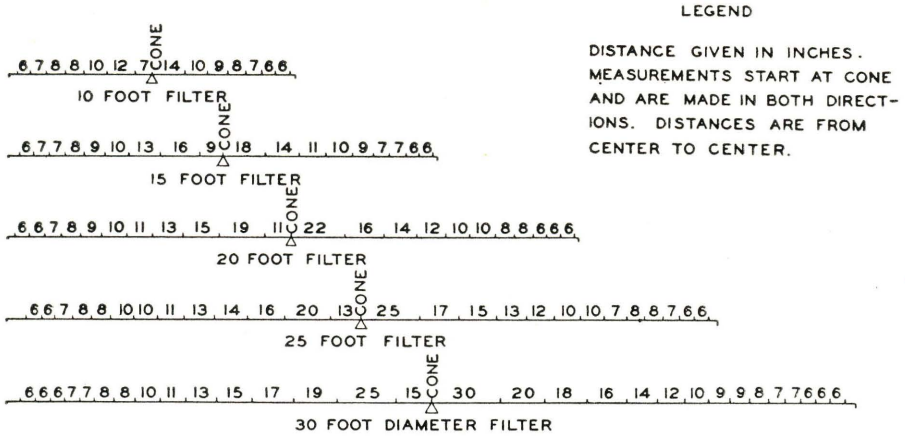 LEGEND
DISTANCE GIVEN IN INCHES.
MEASUREMENTS START AT CONE
AND ARE MADE IN BOTH DIRECT-
IONS. DISTANCES ARE FROM
CENTER TO CENTER.
CONE
6 7 8 8 10 12 7 14 10 9 8 7 6 6
10 FOOT FILTER
CONE
6 7 7 8 9 10 13 16 9 18 14 11 10 9 7 7 6 6
15 FOOT FILTER
CONE
6 6 7 8 9 10 11 13 15 19 11 22 16 14 12 10 10 8 8 6 6 6
20 FOOT FILTER
CONE
6 6 7 8 8 10 10 11 13 14 16 20 13 25 17 15 13 12 10 10 7 8 8 7 6 6
25 FOOT FILTER
CONE
6 6 6 7 7 8 8 10 11 13 15 17 19 25 15 30 20 18 16 14 12 10 9 9 8 7 7 6 6 6
30 FOOT DIAMETER FILTER